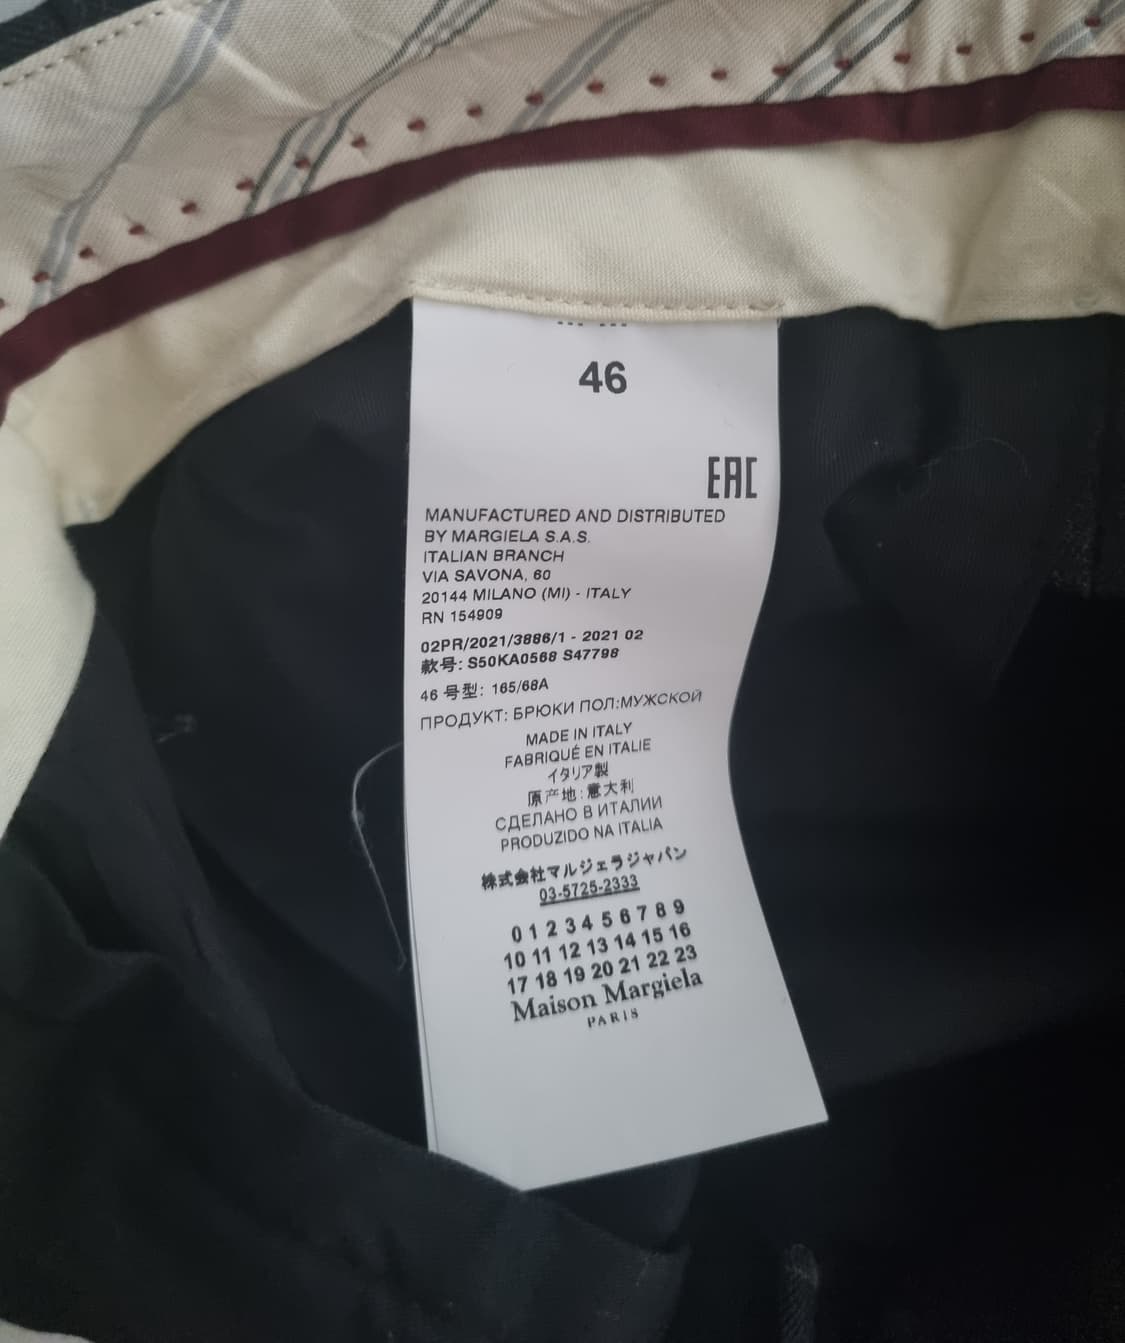 46
EAC
MANUFACTURED AND DISTRIBUTED
BY MARGIELA S.A.S.
ITALIAN BRANCH
VIA SAVONA, 60
20144 MILANO (MI) - ITALY
RN 154909
02PR/2021/3886/1 - 2021 02
款号: S50KA0568 S47798
46 号型: 165/68A
ПРОДУКТ: БРЮКИ ПОЛ:МУЖСКОЙ
MADE IN ITALY
FABRIQUÉ EN ITALIE
イタリア製
原产地:意大利
СДЕЛАНО В ИТАЛИИ
PRODUZIDO NA ITALIA
株式会社マルジェラジャパン
03-5725-2333
0 1 2 3 4 5 6 7 8 9
10 11 12 13 14 15 16
17 18 19 20 21 22 23
Maison Margiela
PARIS